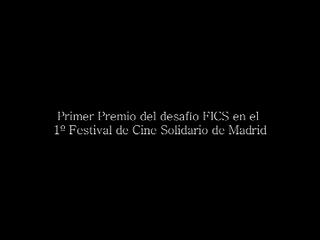 Primer Premio del desafío FICS en el
1º Festival de Cine Solidario de Madrid